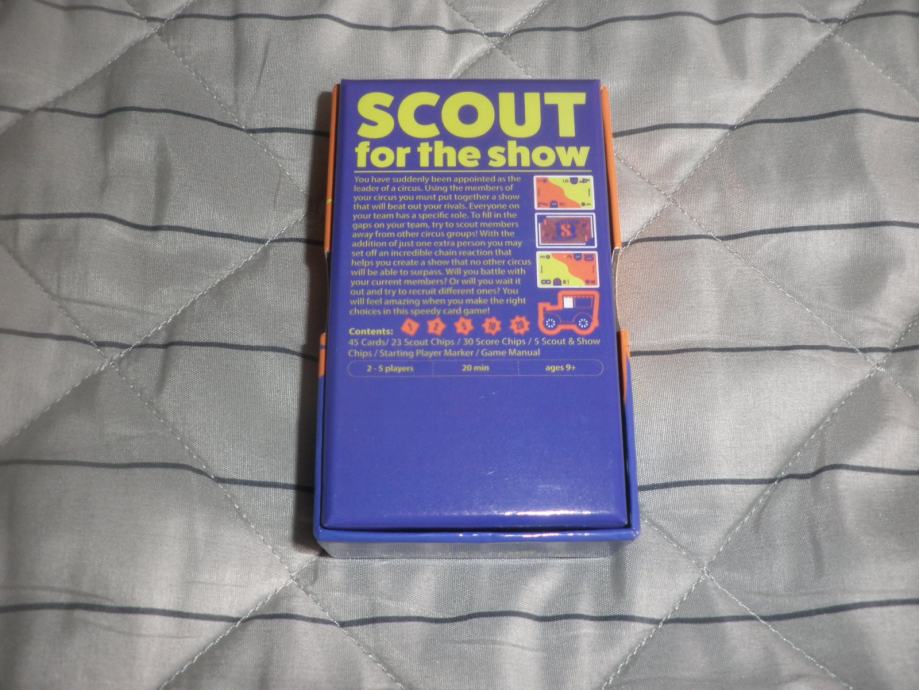 SCOUT
for the show
You have suddenly been appointed as the
leader of a circus. Using the members of
your circus you must put together a show
that will beat out your rivals. Everyone on
your team has a specific role. To fill in the
gaps on your team, try to scout members
away from other circus groups! With the
addition of just one extra person you may
set off an incredible chain reaction that
helps you create a show that no other circus
will be able to surpass. Will you battle with
your current members? Or will you wait it
out and try to recruit different ones? You
will feel amazing when you make the right
choices in this speedy card game!
Contents:
45 Cards/ 23 Scout Chips / 30 Score Chips / 5 Scout & Show
Chips / Starting Player Marker / Game Manual
2 - 5 players 20 min ages 9+